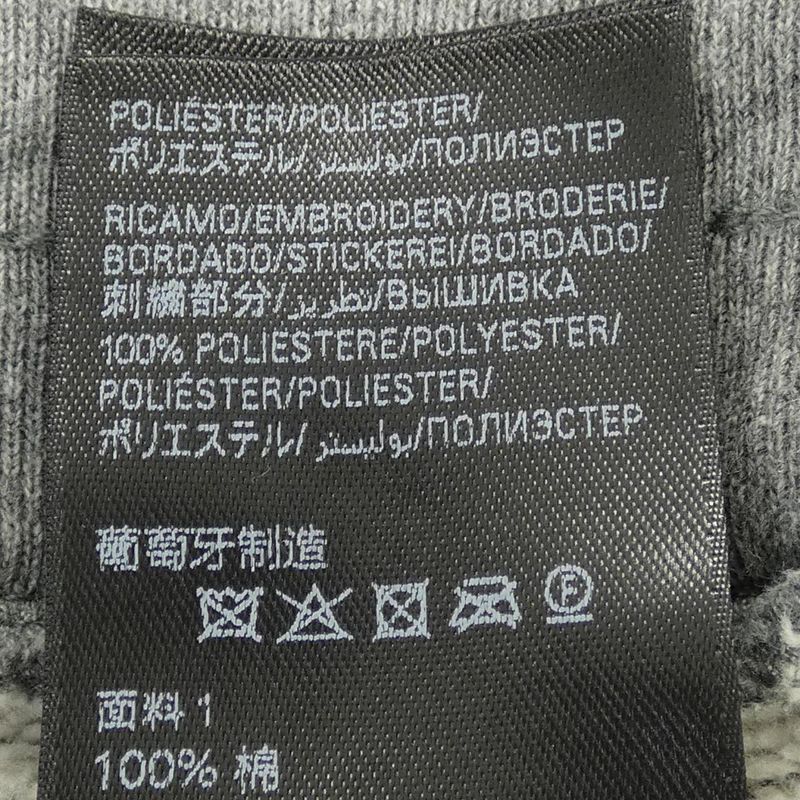 POLIÉSTER/POLIESTER/
ポリエステル/بوليستر/ПОЛИЭСТЕР
RICAMO/EMBROIDERY/BRODERIE/
BORDADO/STICKEREI/BORDADO/
刺繍部分/تطريز/ВЫШИВКА
100% POLIESTERE/POLYESTER/
POLIÉSTER/POLIESTER/
ポリエステル/بوليستر/ПОЛИЭСТЕР
葡萄牙制造
F
面料 1
100% 棉